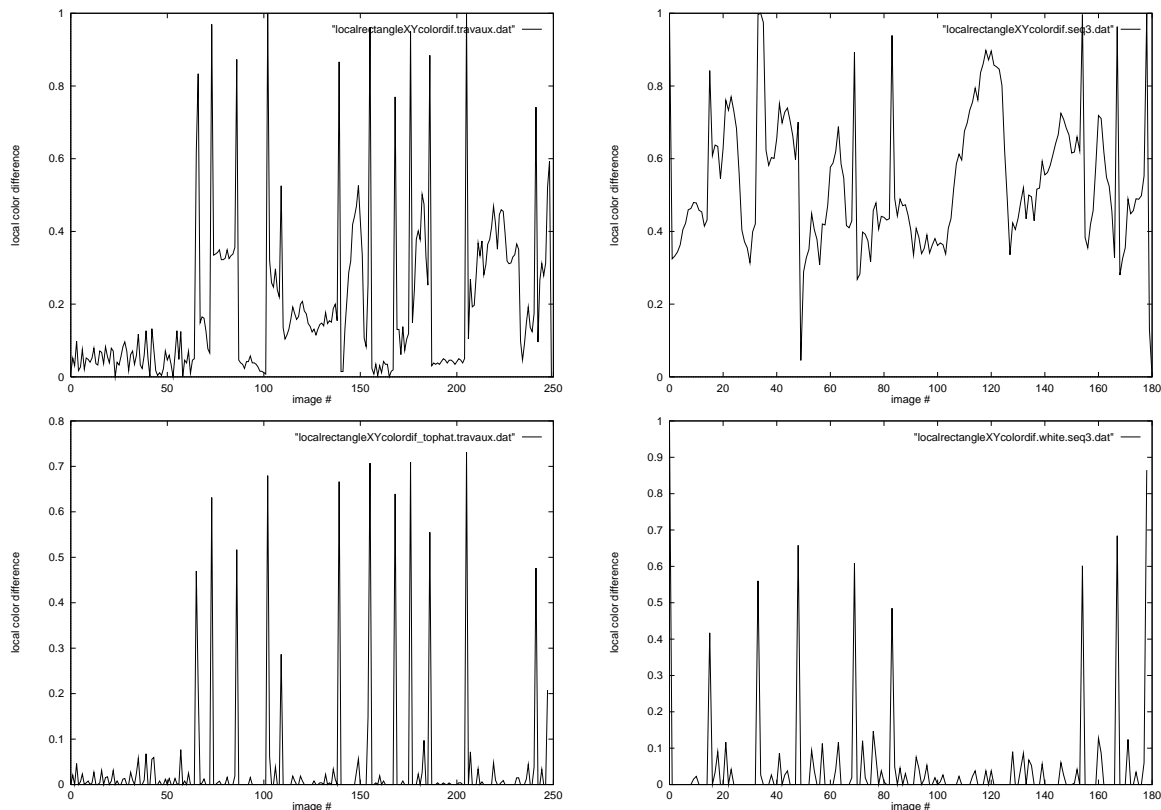 "localrectangleXYcolordif.travaux.dat"
local color difference
1
0.8
0.6
0.4
0.2
0
0 50 100 150 200 250
image #
"localrectangleXYcolordif.seq3.dat"
local color difference
1
0.8
0.6
0.4
0.2
0
0 20 40 60 80 100 120 140 160 180
image #
"localrectangleXYcolordif_tophat.travaux.dat"
local color difference
0.8
0.7
0.6
0.5
0.4
0.3
0.2
0.1
0
0 50 100 150 200 250
image #
"localrectangleXYcolordif.white.seq3.dat"
local color difference
1
0.9
0.8
0.7
0.6
0.5
0.4
0.3
0.2
0.1
0
0 20 40 60 80 100 120 140 160 180
image #